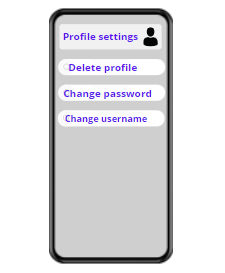 Profile settings
Delete profile
Change password
Change username